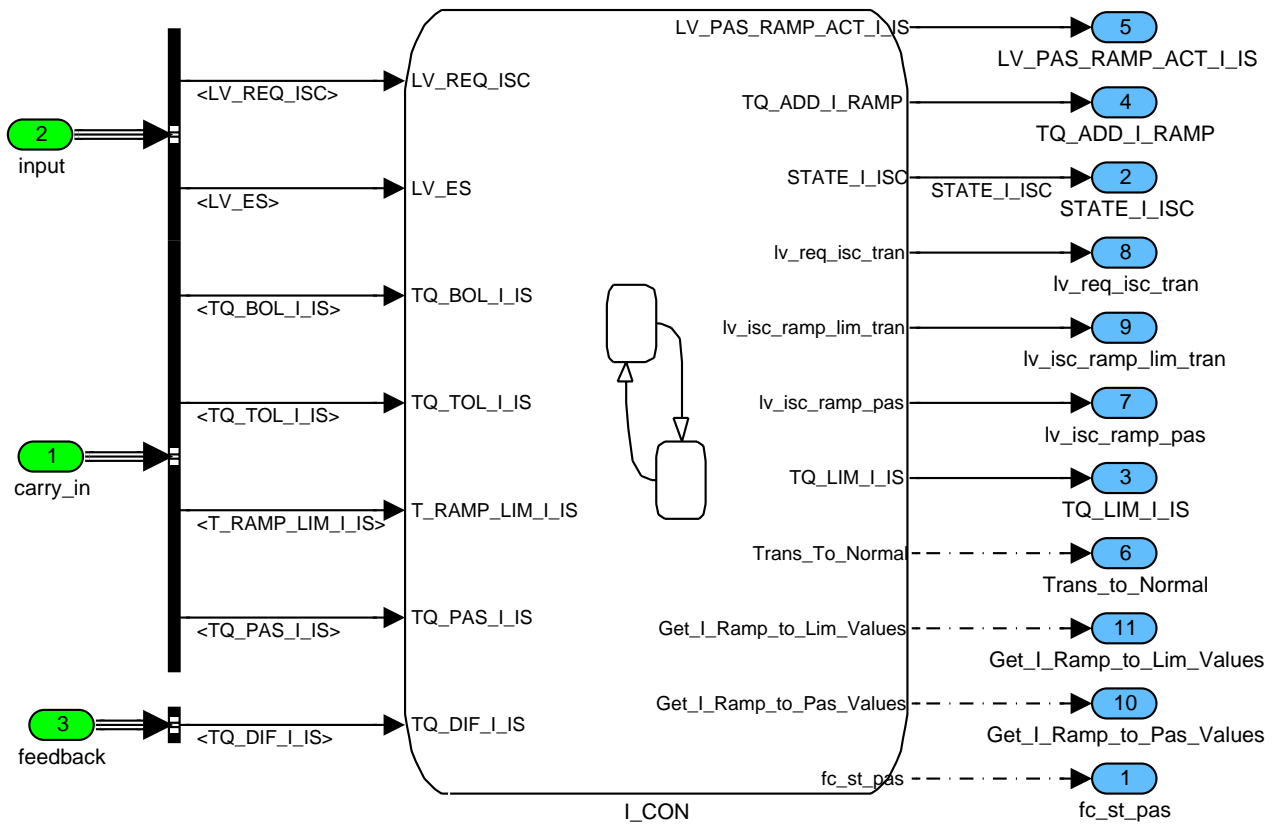 2
input
1
carry_in
3
feedback
<LV_REQ_ISC>
<LV_ES>
<TQ_BOL_I_IS>
<TQ_TOL_I_IS>
<T_RAMP_LIM_I_IS>
<TQ_PAS_I_IS>
<TQ_DIF_I_IS>
LV_REQ_ISC
LV_ES
TQ_BOL_I_IS
TQ_TOL_I_IS
T_RAMP_LIM_I_IS
TQ_PAS_I_IS
TQ_DIF_I_IS
I_CON
LV_PAS_RAMP_ACT_I_IS
TQ_ADD_I_RAMP
STATE_I_ISC
lv_req_isc_tran
lv_isc_ramp_lim_tran
lv_isc_ramp_pas
TQ_LIM_I_IS
Trans_To_Normal
Get_I_Ramp_to_Lim_Values
Get_I_Ramp_to_Pas_Values
fc_st_pas
STATE_I_ISC
5
LV_PAS_RAMP_ACT_I_IS
4
TQ_ADD_I_RAMP
2
STATE_I_ISC
8
lv_req_isc_tran
9
lv_isc_ramp_lim_tran
7
lv_isc_ramp_pas
3
TQ_LIM_I_IS
6
Trans_to_Normal
11
Get_I_Ramp_to_Lim_Values
10
Get_I_Ramp_to_Pas_Values
1
fc_st_pas